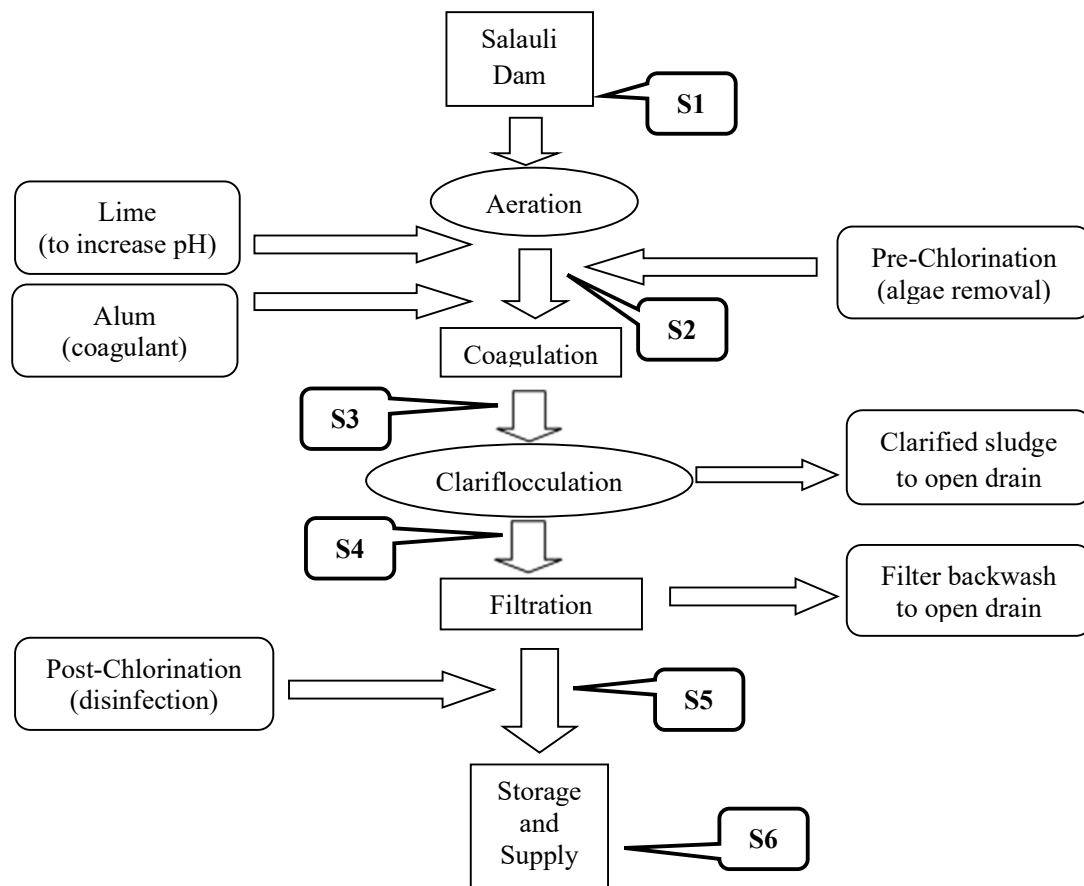 Salauli
Dam
S1
Aeration
Lime
(to increase pH)
Pre-Chlorination
(algae removal)
Alum
(coagulant)
S2
Coagulation
S3
Clariflocculation
Clarified sludge
to open drain
S4
Filtration
Filter backwash
to open drain
Post-Chlorination
(disinfection)
S5
Storage
and
Supply
S6